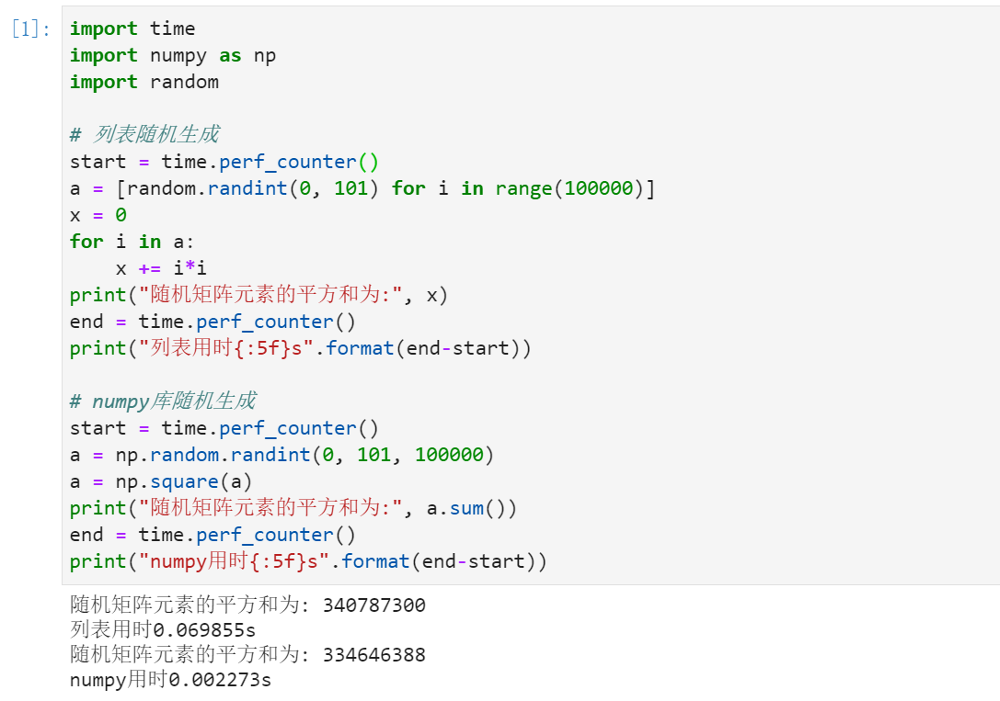 [1]:
import time
import numpy as np
import random
# 列表随机生成
start = time.perf_counter()
a = [random.randint(0, 101) for i in range(100000)]
x = 0
for i in a:
    x += i*i
print("随机矩阵元素的平方和为:", x)
end = time.perf_counter()
print("列表用时{:5f}s".format(end-start))
# numpy库随机生成
start = time.perf_counter()
a = np.random.randint(0, 101, 100000)
a = np.square(a)
print("随机矩阵元素的平方和为:", a.sum())
end = time.perf_counter()
print("numpy用时{:5f}s".format(end-start))
随机矩阵元素的平方和为: 340787300
列表用时0.069855s
随机矩阵元素的平方和为: 334646388
numpy用时0.002273s